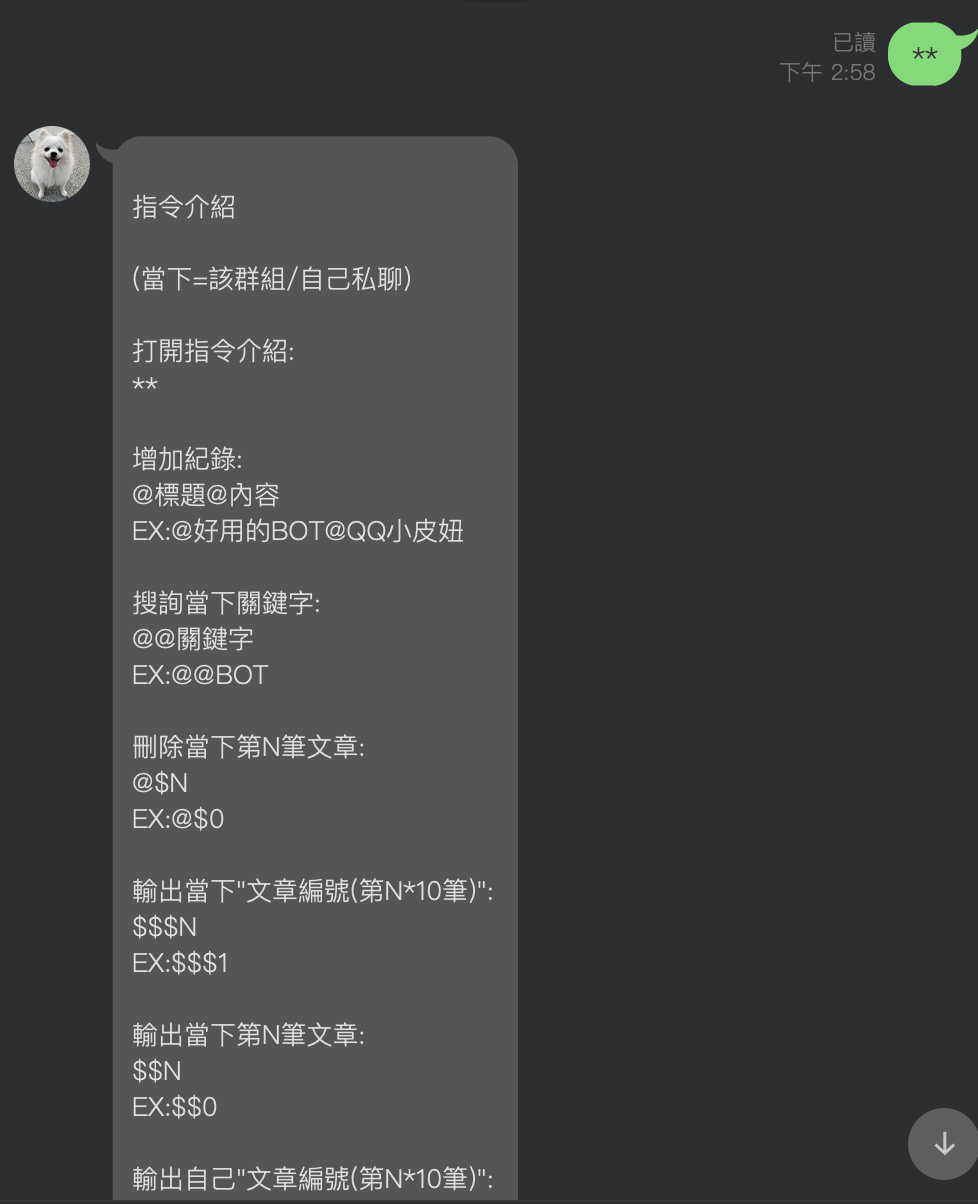 已讀
下午 2:58
**
指令介紹
(當下=該群組/自己私聊)
打開指令介紹:
**
增加紀錄:
@標題@內容
EX:@好用的BOT@QQ小皮妞
搜詢當下關鍵字:
@@關鍵字
EX:@@BOT
刪除當下第N筆文章:
@$N
EX:@$0
輸出當下"文章編號(第N*10筆)":
$$$N
EX:$$$1
輸出當下第N筆文章:
$$N
EX:$$0
輸出自己"文章編號(第N*10筆)":